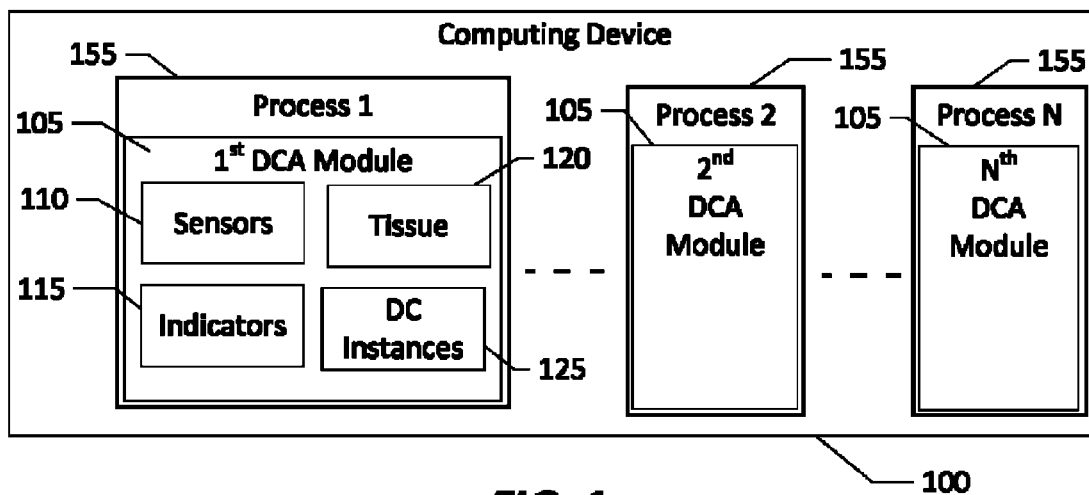 Computing Device
155
155
155
Process 1
Process 2
Process N
105
105
105
1st DCA Module
2nd
DCA
Module
Nth
DCA
Module
120
110
Sensors
Tissue
115
Indicators
DC
Instances
125
100